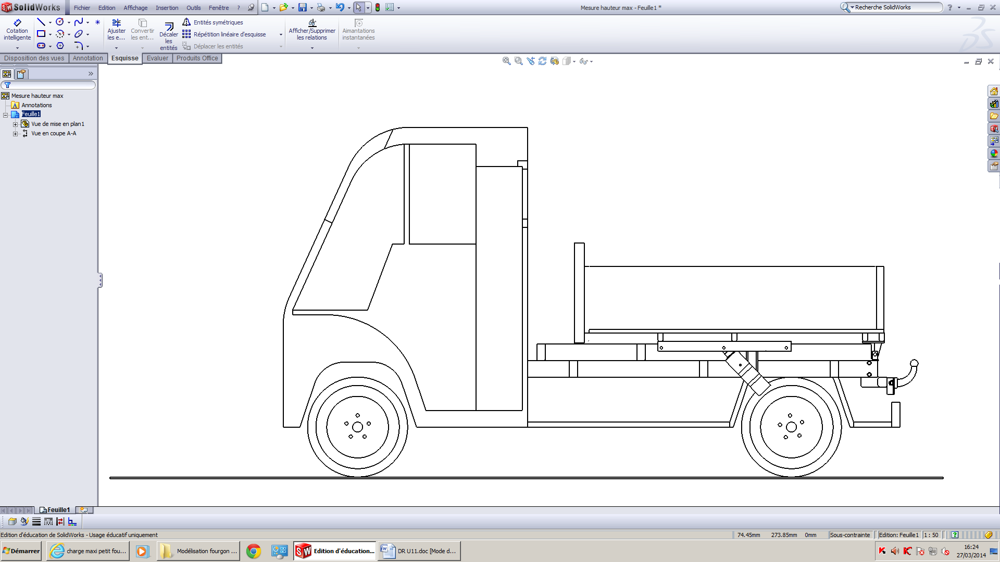 SolidWorks
Fichier Edition Affichage Insertion Outils Fenêtre ?
Mesure hauteur max - Feuille1 *
Recherche SolidWorks
?
Cotation intelligente
Ajuster les e...
Convertir les ent...
Décaler les entités
Entités symétriques
Répétition linéaire d'esquisse
Déplacer les entités
Afficher/Supprimer les relations
Aimantations instantanées
Disposition des vues Annotation Esquisse Evaluer Produits Office
Mesure hauteur max
A Annotations
Feuille1
Vue de mise en plan1
Vue en coupe A-A
Feuille1
Edition d'éducation de SolidWorks - Usage éducatif uniquement
74.45mm 273.85mm 0mm Sous-contrainte Edition: Feuille1 1 : 50 ?
Démarrer
charge maxi petit fou...
Modélisation fourgon ...
Edition d'éducation...
DR U11.doc [Mode d...
16:24
27/03/2014